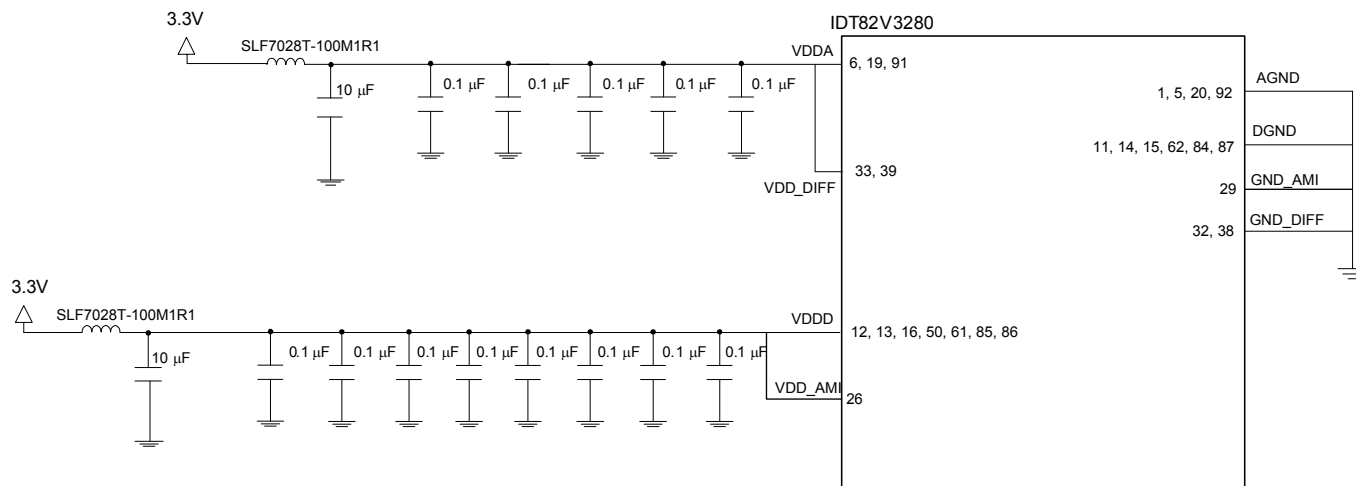 IDT82V3280
3.3V
SLF7028T-100M1R1
10 μF
0.1 μF
0.1 μF
0.1 μF
0.1 μF
0.1 μF
VDDA
6, 19, 91
VDD_DIFF
33, 39
AGND
1, 5, 20, 92
DGND
11, 14, 15, 62, 84, 87
GND_AMI
29
GND_DIFF
32, 38
3.3V
SLF7028T-100M1R1
10 μF
0.1 μF
0.1 μF
0.1 μF
0.1 μF
0.1 μF
0.1 μF
0.1 μF
0.1 μF
VDDD
12, 13, 16, 50, 61, 85, 86
VDD_AMI
26